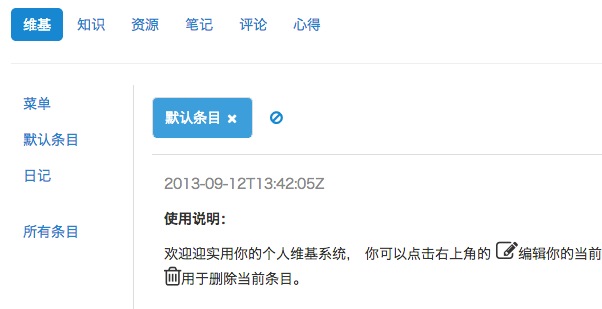 维基 知识 资源 笔记 评论 心得
菜单
默认条目
日记
所有条目
默认条目 ×
2013-09-12T13:42:05Z
使用说明：
欢迎迎实用你的个人维基系统， 你可以点击右上角的 编辑你的当前
用于删除当前条目。